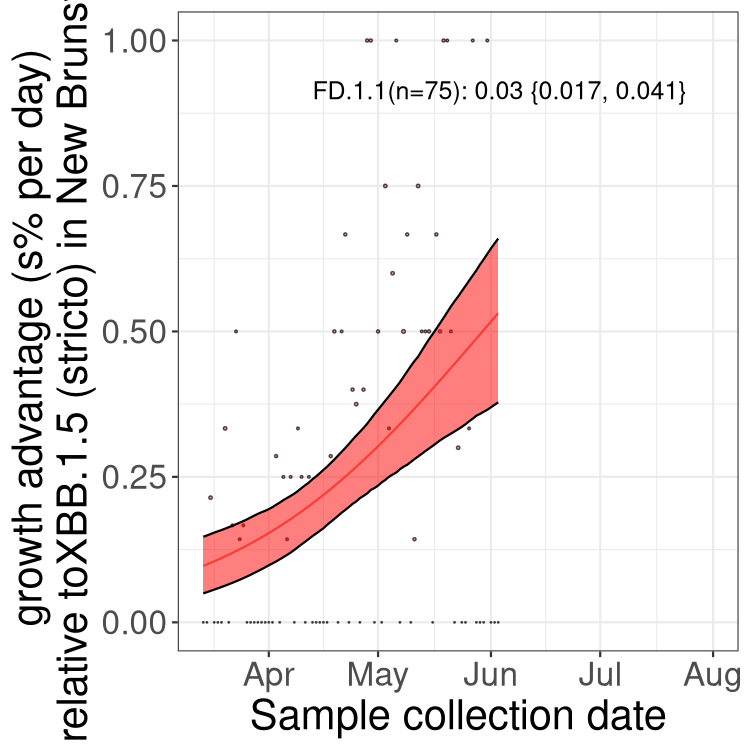 growth advantage (s% per day)
relative toXBB.1.5 (stricto) in New Bruns
1.00
0.75
0.50
0.25
0.00
FD.1.1(n=75): 0.03 {0.017, 0.041}
Apr May Jun Jul Aug
Sample collection date